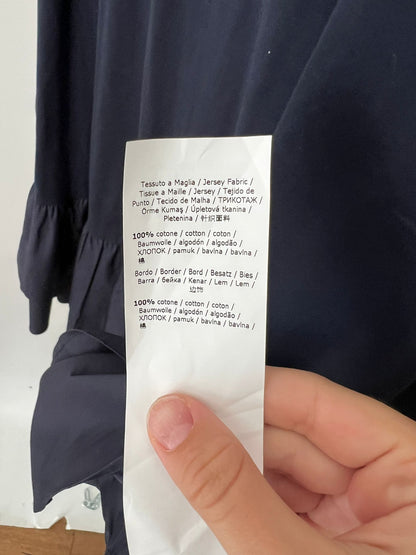 Tessuto a Maglia / Jersey Fabric /
Tissue a Maille / Jersey / Tejido de
Punto / Tecido de Malha / ТРИКОТАЖ /
Orme Kumaş / Úpletová tkanina /
Pletenina / 针织面料
100% cotone / cotton / coton /
Baumwolle / algodón / algodão /
ХЛОПОК / pamuk / bavlna / bavlna /
棉
Bordo / Border / Bord / Besatz / Bies /
Barra / бейка / Kenar / Lem / Lem /
边饰
100% cotone / cotton / coton /
Baumwolle / algodón / algodão /
ХЛОПОК / pamuk / bavlna / bavlna /
棉